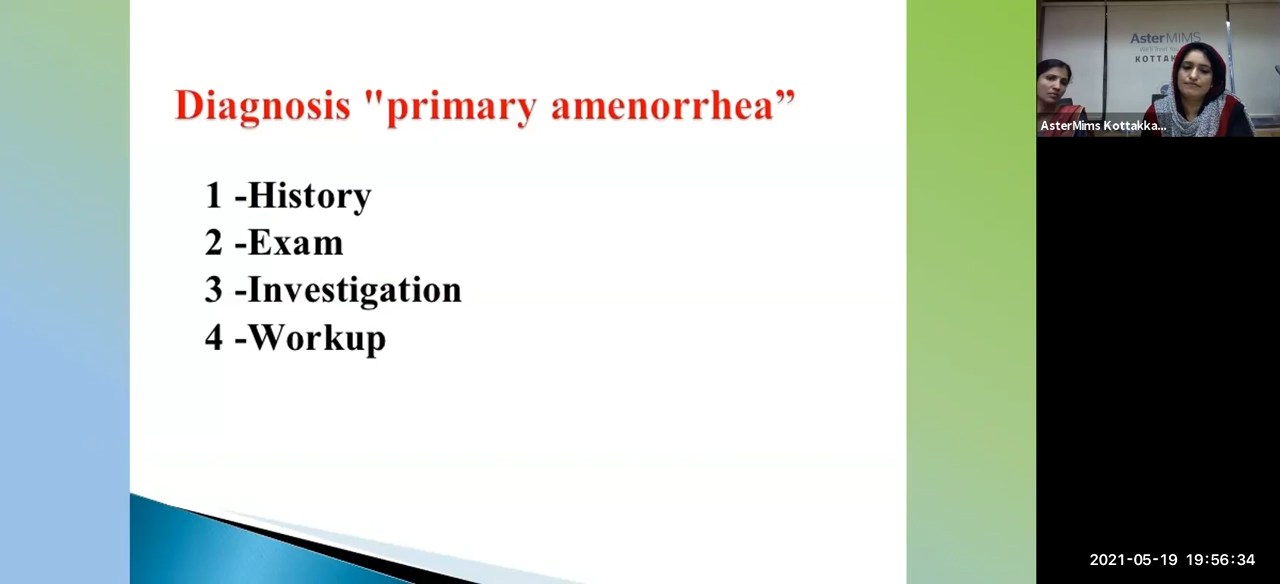 Diagnosis "primary amenorrhea”
1 -History
2 -Exam
3 -Investigation
4 -Workup
AsterMIMS
KOTTAK
AsterMims Kottakka...
2021-05-19 19:56:34